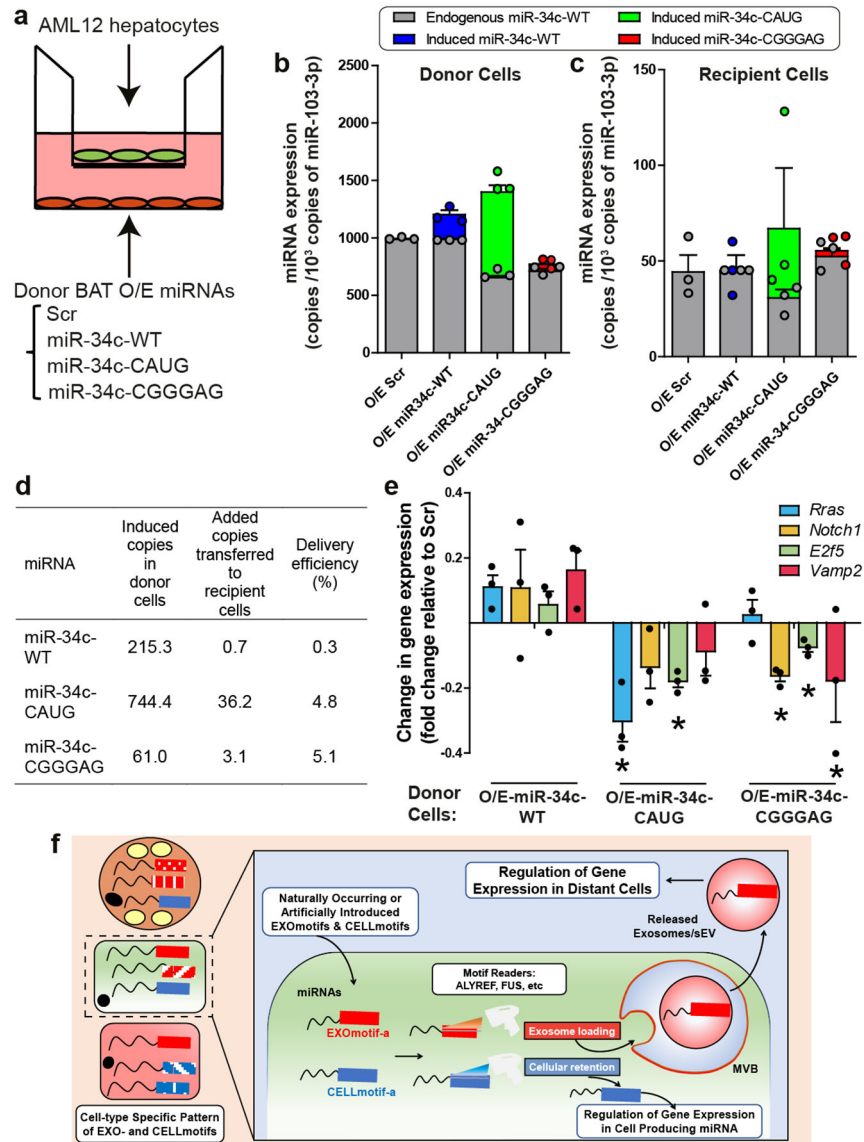 a
AML12 hepatocytes
Donor BAT O/E miRNAs
Scr
miR-34c-WT
miR-34c-CAUG
miR-34c-CGGGAG
Endogenous miR-34c-WT
Induced miR-34c-WT
Induced miR-34c-CAUG
Induced miR-34c-CGGGAG
b
Donor Cells
miRNA expression
(copies /10³ copies of miR-103-3p)
2500
2000
1500
1000
500
0
O/E Scr
O/E miR34c-WT
O/E miR34c-CAUG
O/E miR-34-CGGGAG
c
Recipient Cells
miRNA expression
(copies /10³ copies of miR-103-3p)
150
100
50
0
O/E Scr
O/E miR34c-WT
O/E miR34c-CAUG
O/E miR-34-CGGGAG
d
miRNA
Induced
copies
in
donor
cells
Added
copies
transferred
to
recipient
cells
Delivery
efficiency
(%)
miR-34c-
WT
215.3
0.7
0.3
miR-34c-
CAUG
744.4
36.2
4.8
miR-34c-
CGGGAG
61.0
3.1
5.1
e
Change in gene expression
(fold change relative to Scr)
0.4
0.2
-0.2
-0.4
Rras
Notch1
E2f5
Vamp2
*
*
*
*
*
Donor
Cells:
O/E-miR-34c-
WT
O/E-miR-34c-
CAUG
O/E-miR-34c-
CGGGAG
f
Cell-type Specific Pattern
of EXO- and CELLmotifs
Naturally Occurring or
Artificially Introduced
EXOmotifs & CELLmotifs
Regulation of Gene
Expression in Distant Cells
Released
Exosomes/sEV
Motif Readers:
ALYREF, FUS, etc
miRNAs
EXOmotif-a
Exosome loading
CELLmotif-a
Cellular retention
MVB
Regulation of Gene Expression
in Cell Producing miRNA